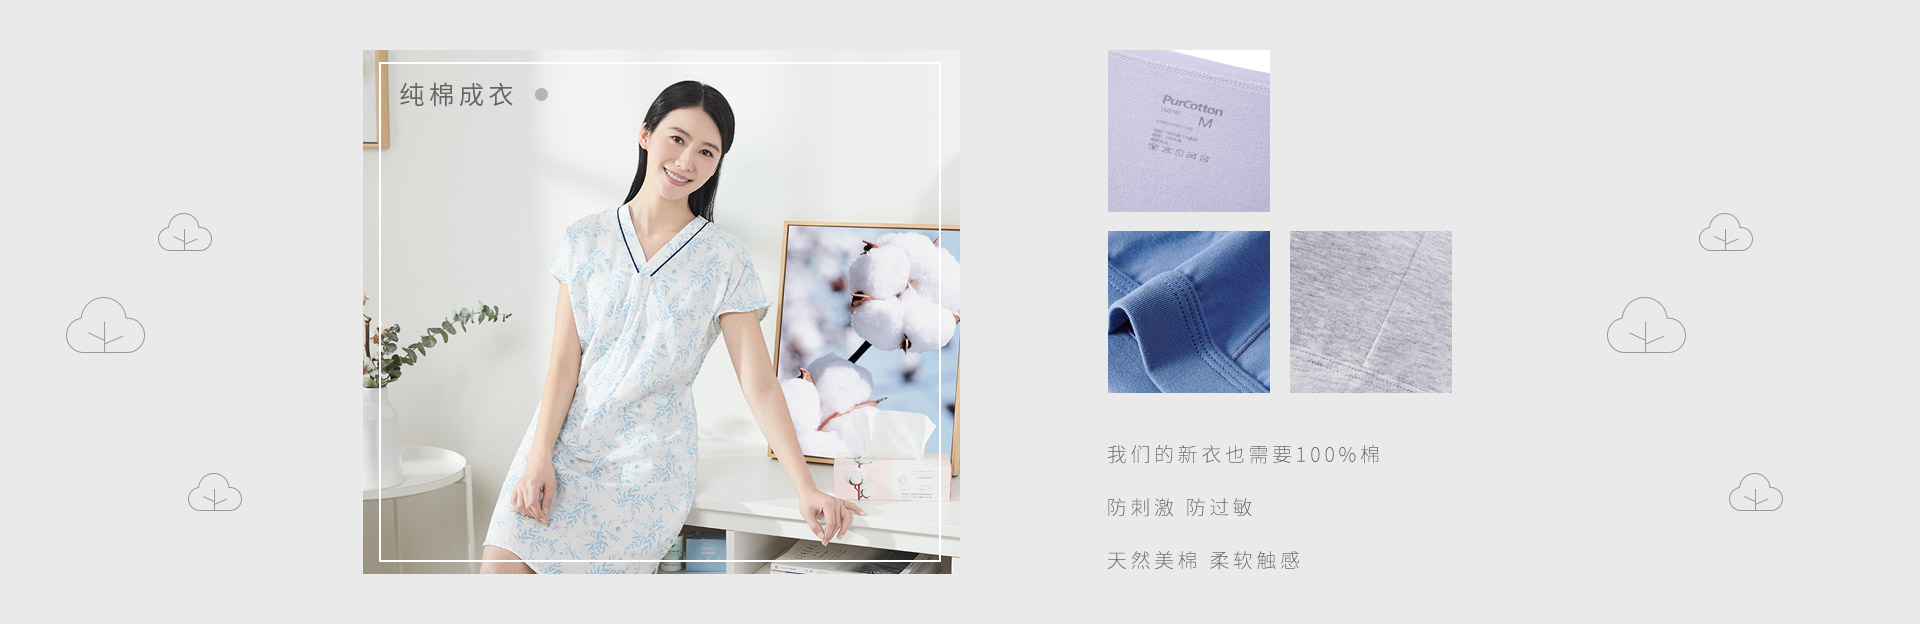 纯棉成衣
PurCotton
M
我们的新衣也需要100%棉
防刺激 防过敏
天然美棉 柔软触感